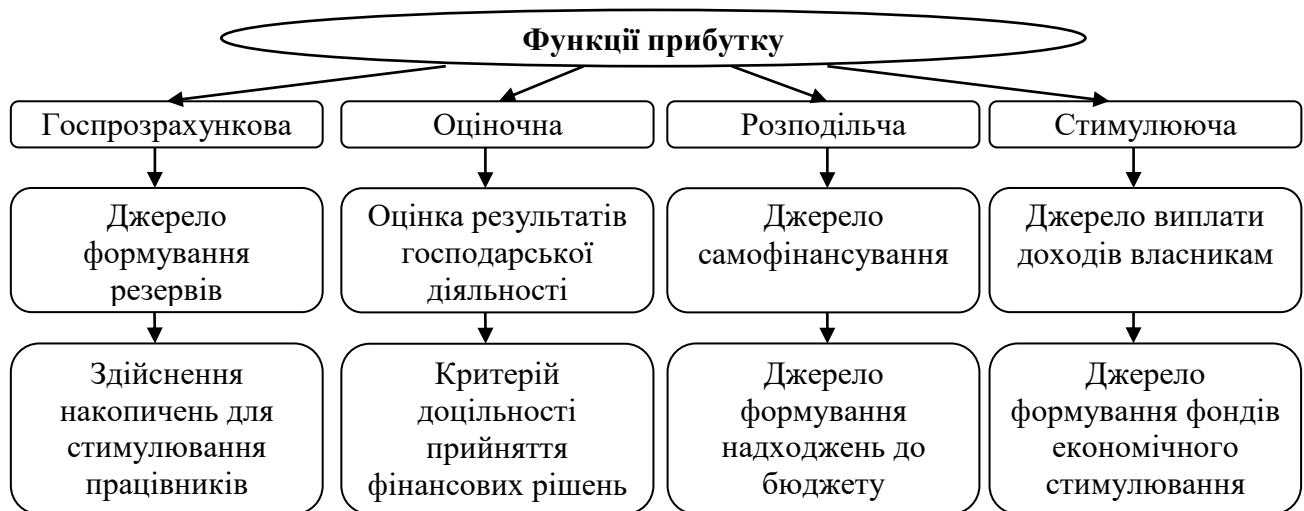 Функції прибутку
Госпрозрахункова
Оціночна
Розподільча
Стимулююча
Джерело
формування
резервів
Оцінка результатів
господарської
діяльності
Джерело
самофінансування
Джерело виплати
доходів власникам
Здійснення
накопичень для
стимулювання
працівників
Критерій
доцільності
прийняття
фінансових рішень
Джерело
формування
надходжень до
бюджету
Джерело
формування фондів
економічного
стимулювання